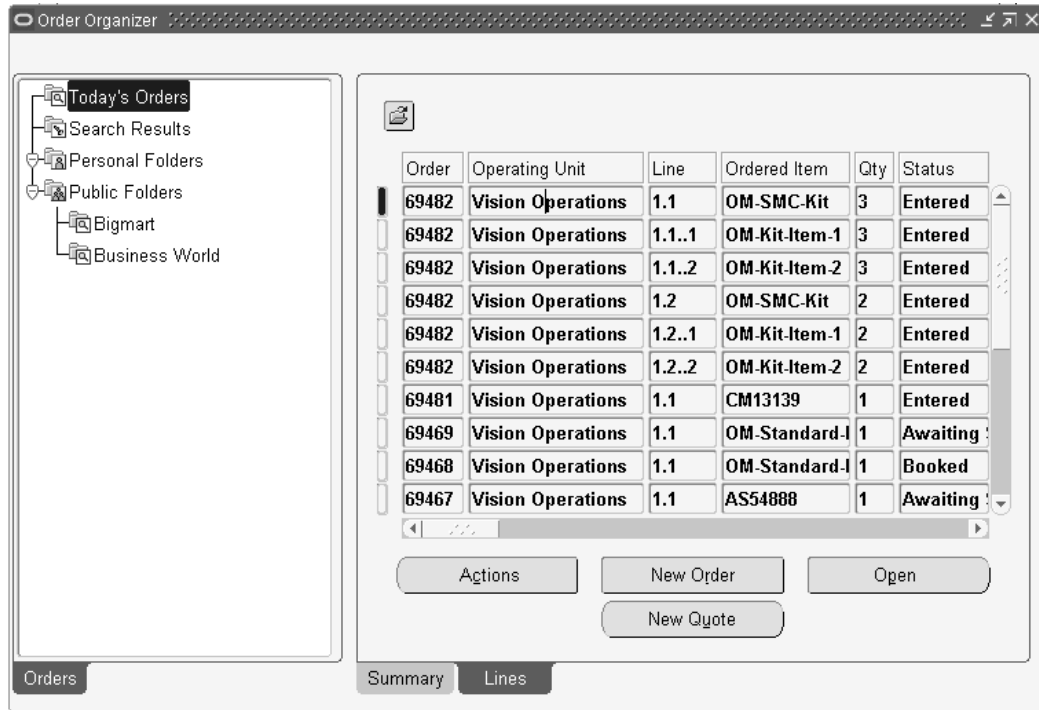 Order Organizer
Today's Orders
Search Results
Personal Folders
Public Folders
Bigmart
Business World
Order Operating Unit Line Ordered Item Qty Status
69482 Vision Operations 1.1 OM-SMC-Kit 3 Entered
69482 Vision Operations 1.1..1 OM-Kit-Item-1 3 Entered
69482 Vision Operations 1.1..2 OM-Kit-Item-2 3 Entered
69482 Vision Operations 1.2 OM-SMC-Kit 2 Entered
69482 Vision Operations 1.2..1 OM-Kit-Item-1 2 Entered
69482 Vision Operations 1.2..2 OM-Kit-Item-2 2 Entered
69481 Vision Operations 1.1 CM13139 1 Entered
69469 Vision Operations 1.1 OM-Standard- 1 Awaiting
69468 Vision Operations 1.1 OM-Standard- 1 Booked
69467 Vision Operations 1.1 AS54888 1 Awaiting
Actions New Order Open
New Quote
Orders Summary Lines